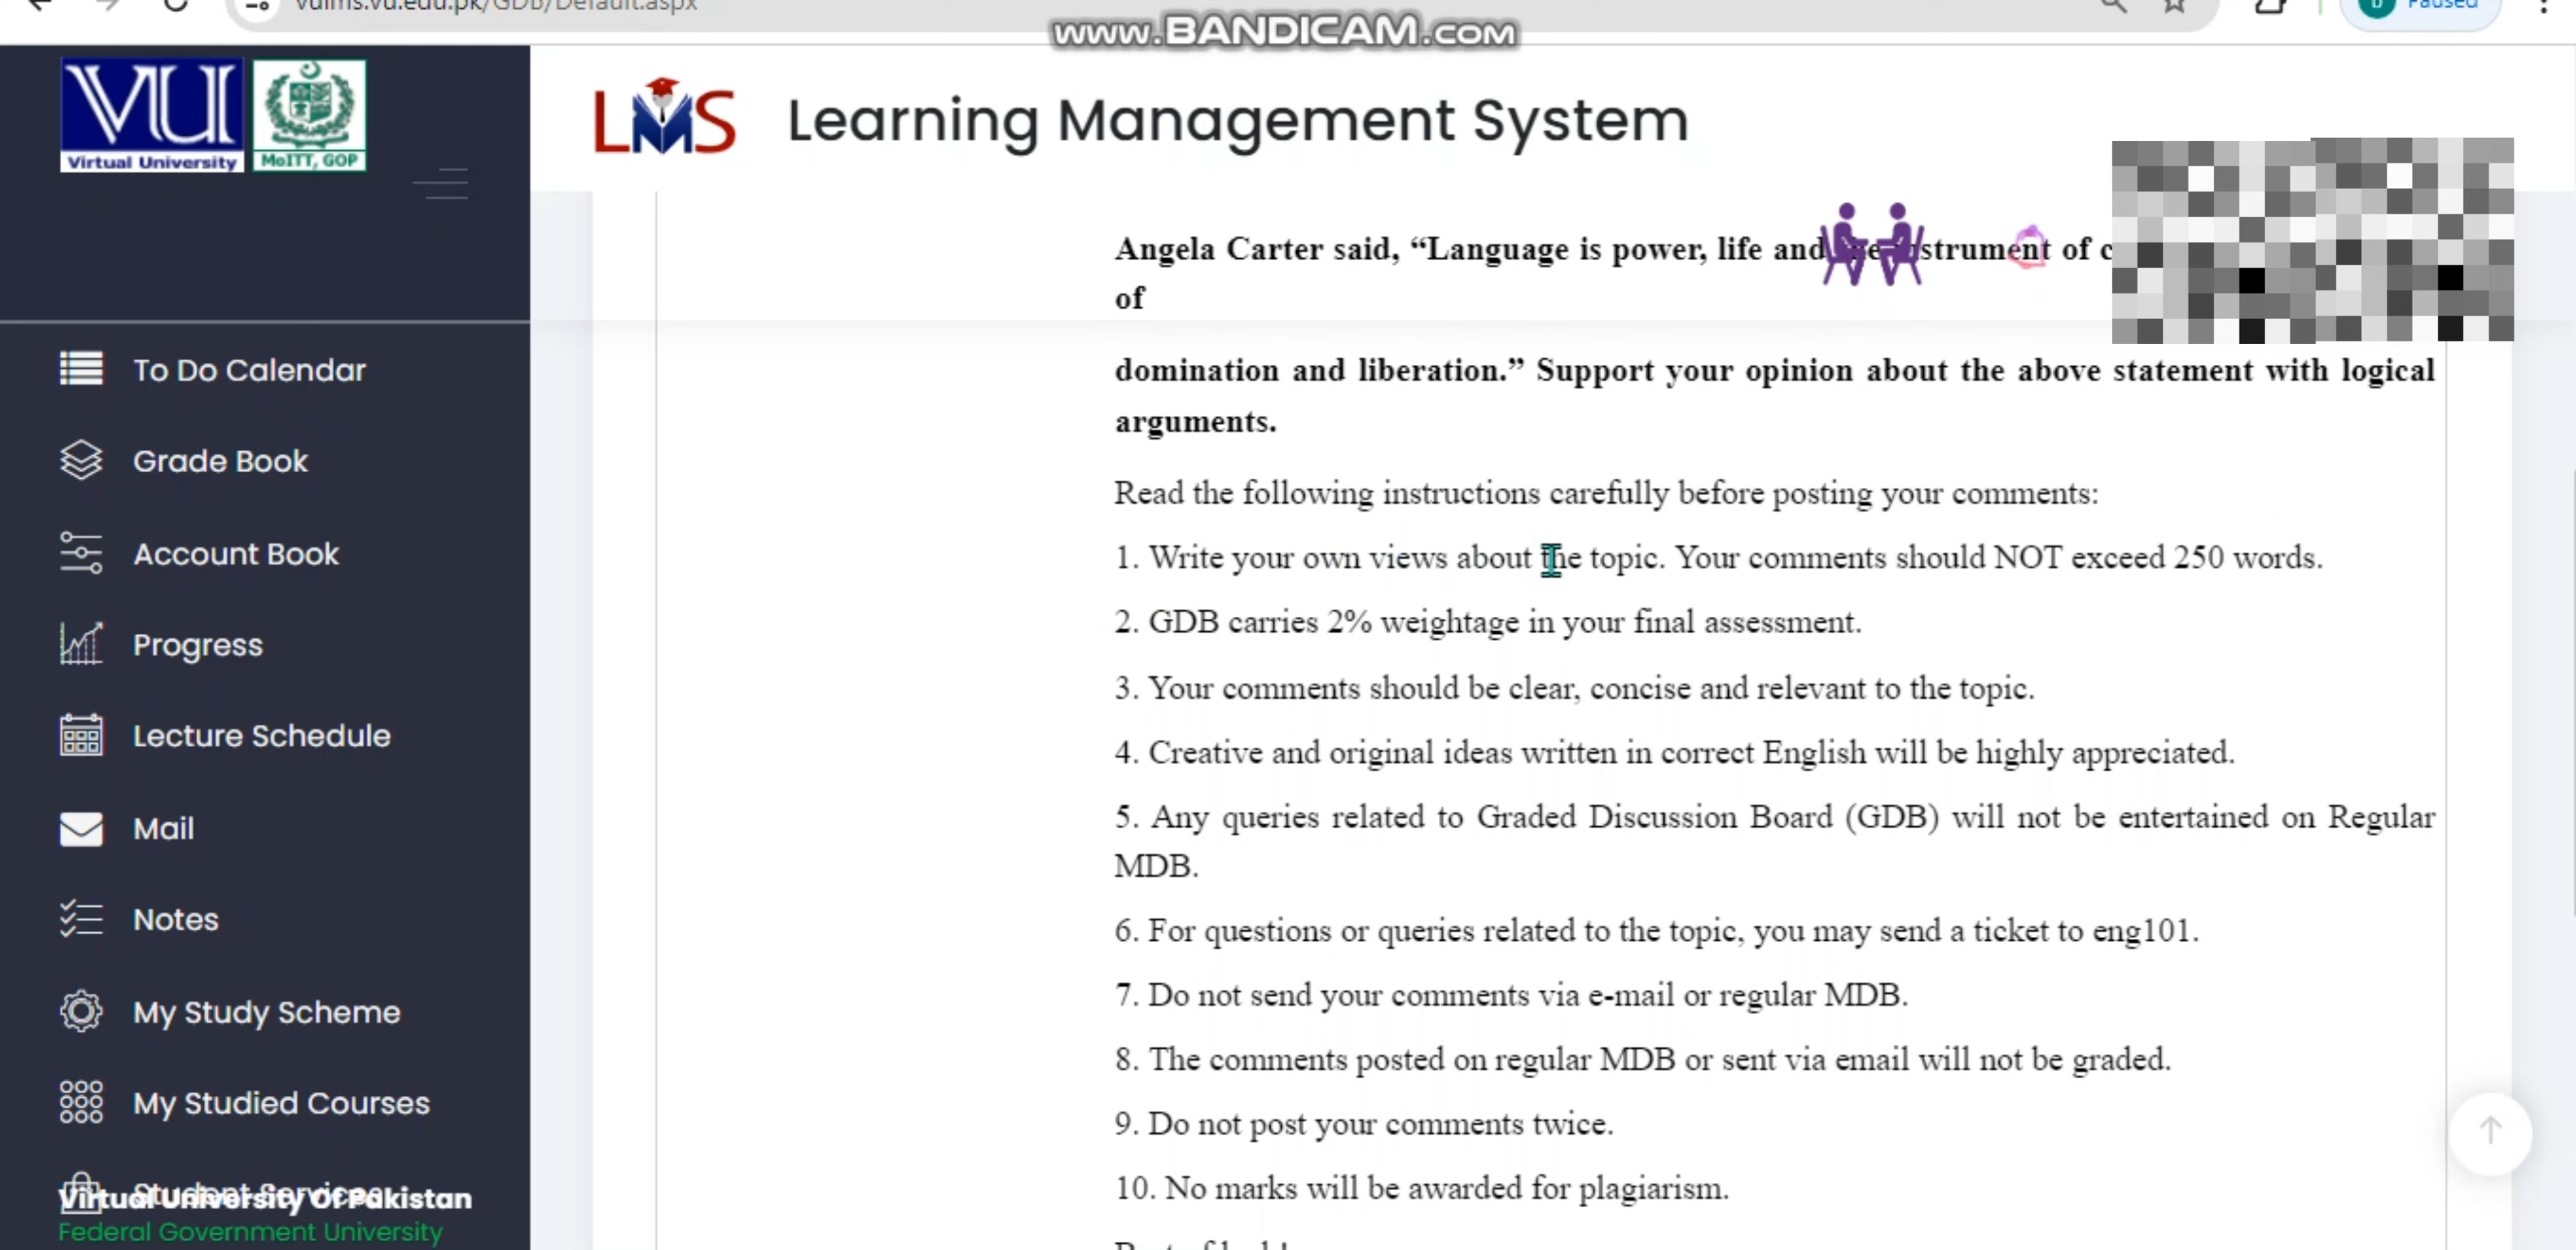 vulms.vu.edu.pk/GDB/Default.aspx
www.BANDICAM.com
Paused
VU
Virtual University
MoITT, GOP
LMS Learning Management System
Angela Carter said, “Language is power, life and strument of
of
domination and liberation.” Support your opinion about the above statement with logical
arguments.
Read the following instructions carefully before posting your comments:
1. Write your own views about the topic. Your comments should NOT exceed 250 words.
2. GDB carries 2% weightage in your final assessment.
3. Your comments should be clear, concise and relevant to the topic.
4. Creative and original ideas written in correct English will be highly appreciated.
5. Any queries related to Graded Discussion Board (GDB) will not be entertained on Regular
MDB.
6. For questions or queries related to the topic, you may send a ticket to eng101.
7. Do not send your comments via e-mail or regular MDB.
8. The comments posted on regular MDB or sent via email will not be graded.
9. Do not post your comments twice.
10. No marks will be awarded for plagiarism.
To Do Calendar
Grade Book
Account Book
Progress
Lecture Schedule
Mail
Notes
My Study Scheme
My Studied Courses
Student Services
Virtual University Of Pakistan
Federal Government University